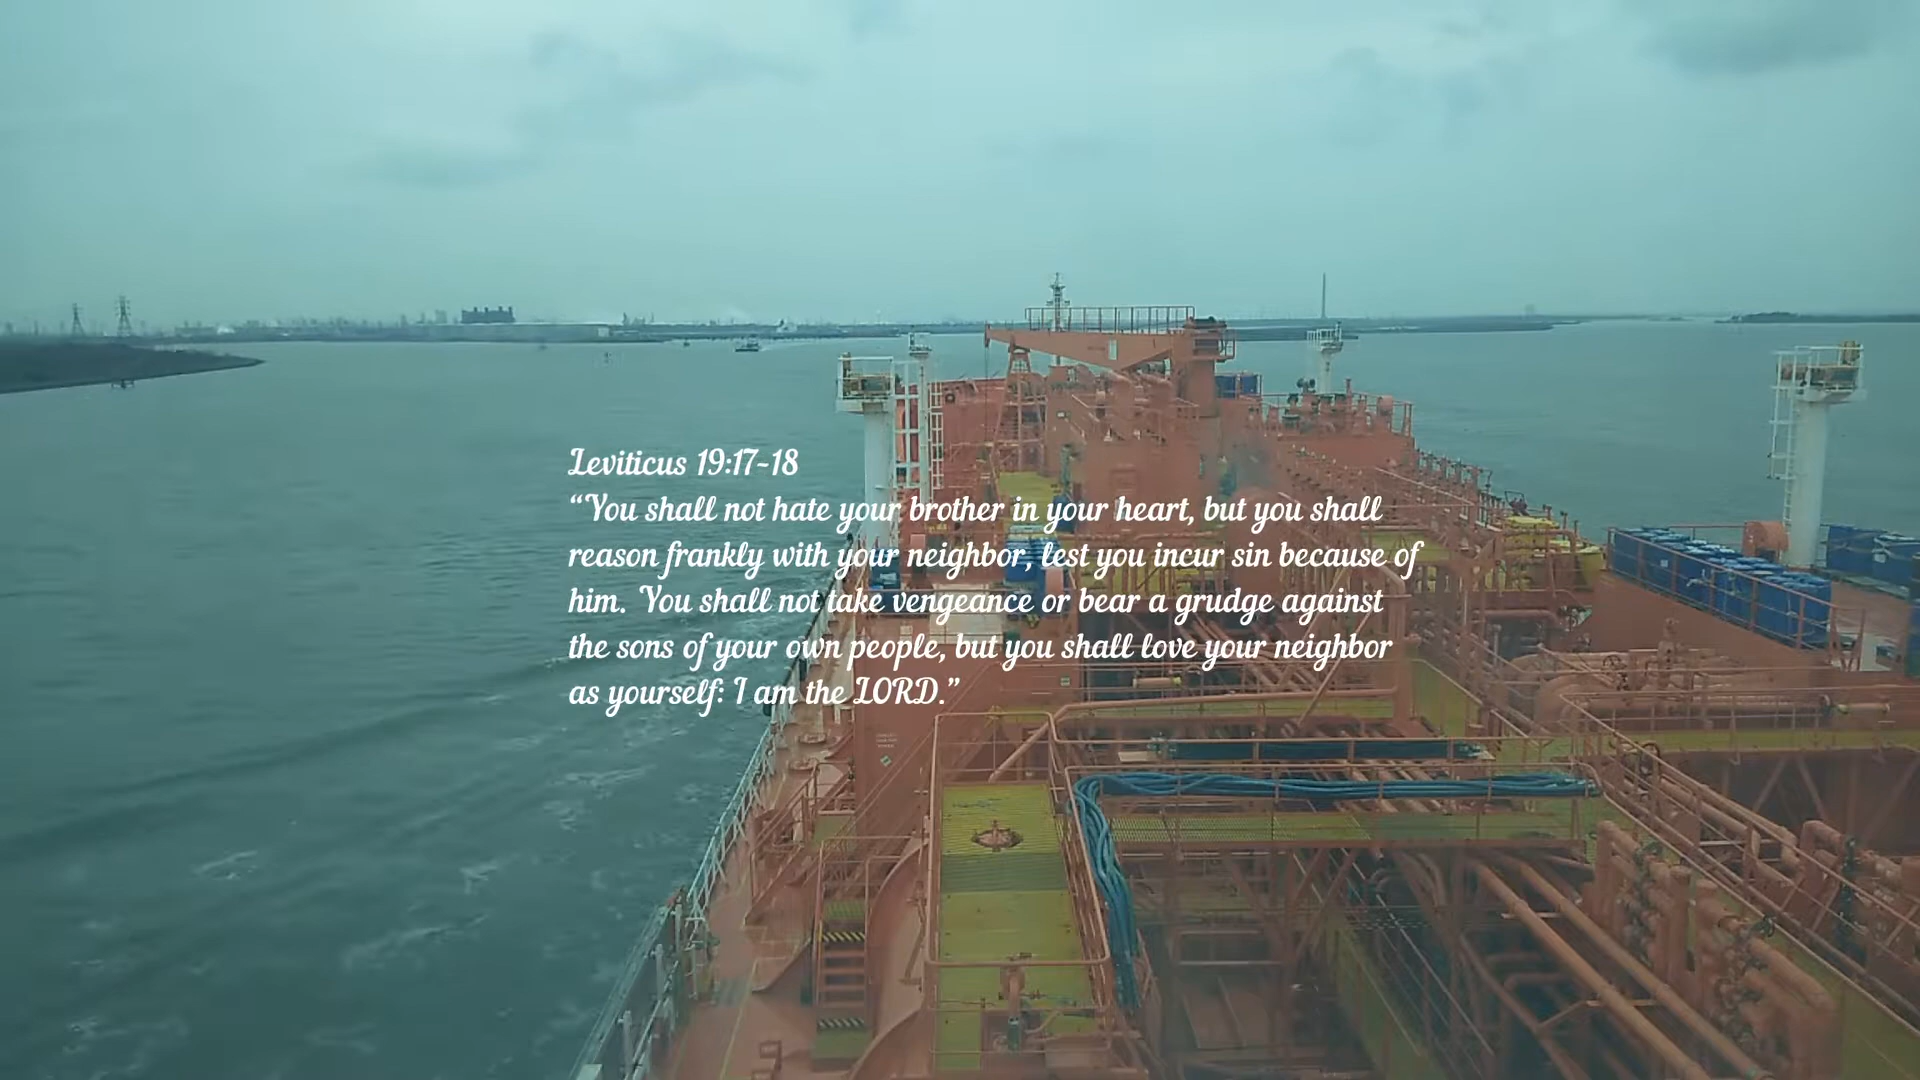 Leviticus 19:17-18
“You shall not hate your brother in your heart, but you shall
reason frankly with your neighbor, lest you incur sin because of
him. You shall not take vengeance or bear a grudge against
the sons of your own people, but you shall love your neighbor
as yourself: I am the LORD.”